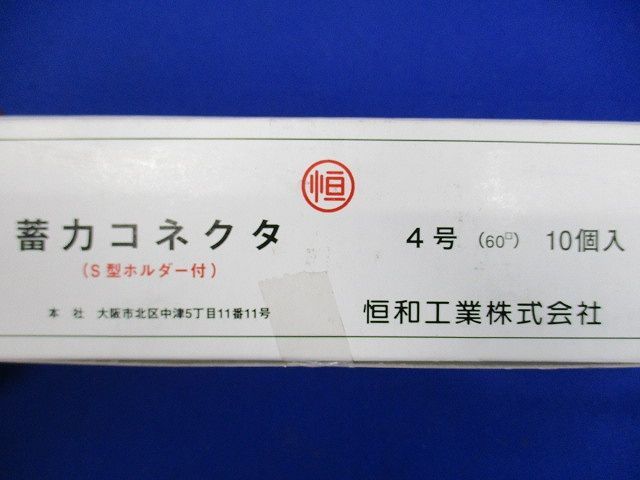 恒
蓄力コネクタ 4号 (60□) 10個入
(S型ホルダー付)
本社 大阪市北区中津5丁目11番11号 恒和工業株式会社